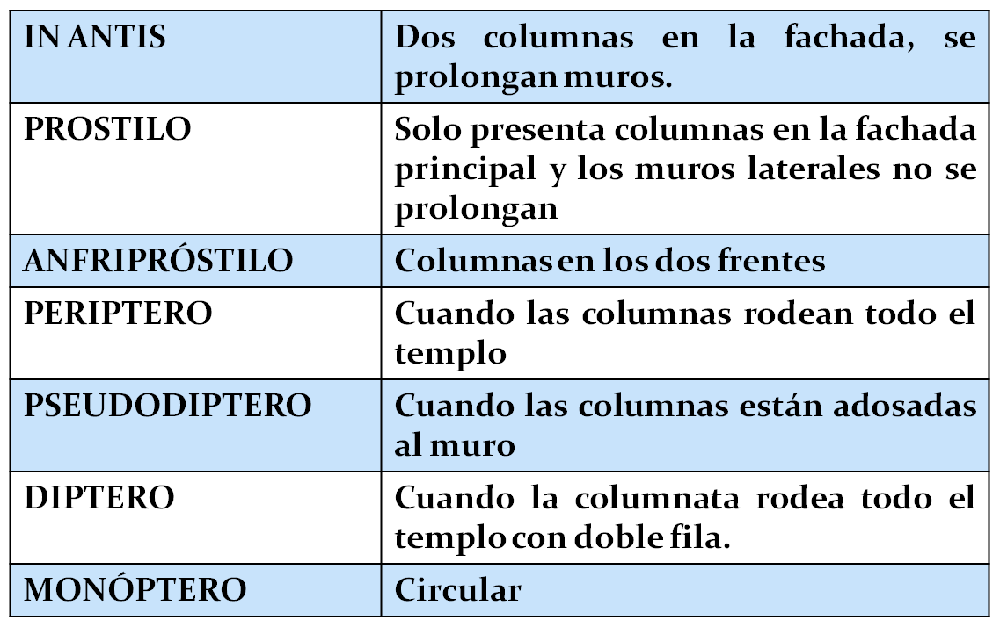 IN ANTIS
Dos columnas en la fachada, se
prolongan muros.
PROSTILO
Solo presenta columnas en la fachada
principal y los muros laterales no se
prolongan
ANFRIPRÓSTILO
Columnas en los dos frentes
PERIPTERO
Cuando las columnas rodean todo el
templo
PSEUDODIPTERO
Cuando las columnas están adosadas
al muro
DIPTERO
Cuando la columnata rodea todo el
templo con doble fila.
MONÓPTERO
Circular